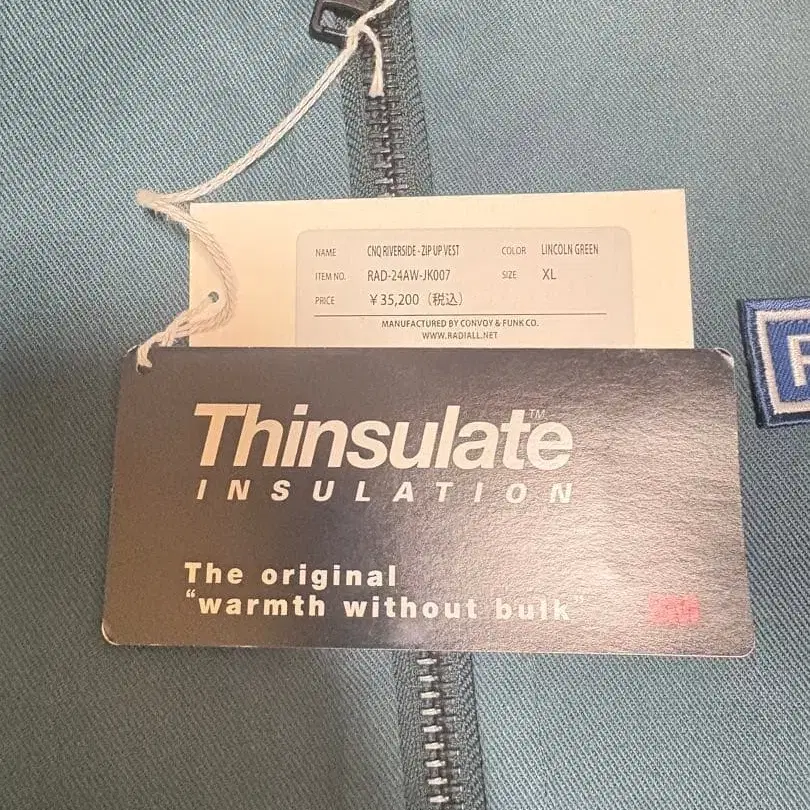 NAME CNQ RIVERSIDE - ZIP UP VEST COLOR LINCOLN GREEN
ITEM NO. RAD-24AW-JK007 SIZE XL
PRICE ￥35,200（税込）
MANUFACTURED BY CONVOY & FUNK CO.
WWW.RADIALL.NET
Thinsulate™
INSULATION
The original
“warmth without bulk”
3M